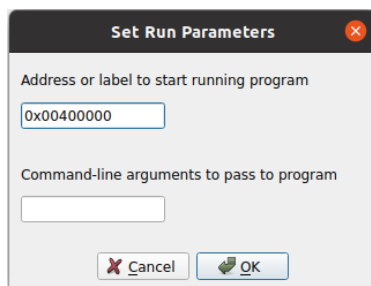 Set Run Parameters
Address or label to start running program
0x00400000
Command-line arguments to pass to program
Cancel OK